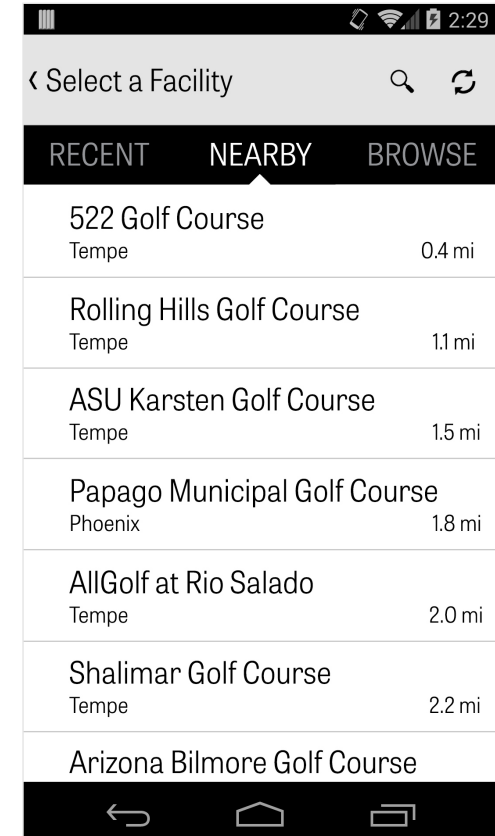 2:29
‹ Select a Facility
RECENT NEARBY BROWSE
522 Golf Course
Tempe 0.4 mi
Rolling Hills Golf Course
Tempe 1.1 mi
ASU Karsten Golf Course
Tempe 1.5 mi
Papago Municipal Golf Course
Phoenix 1.8 mi
AllGolf at Rio Salado
Tempe 2.0 mi
Shalimar Golf Course
Tempe 2.2 mi
Arizona Bilmore Golf Course